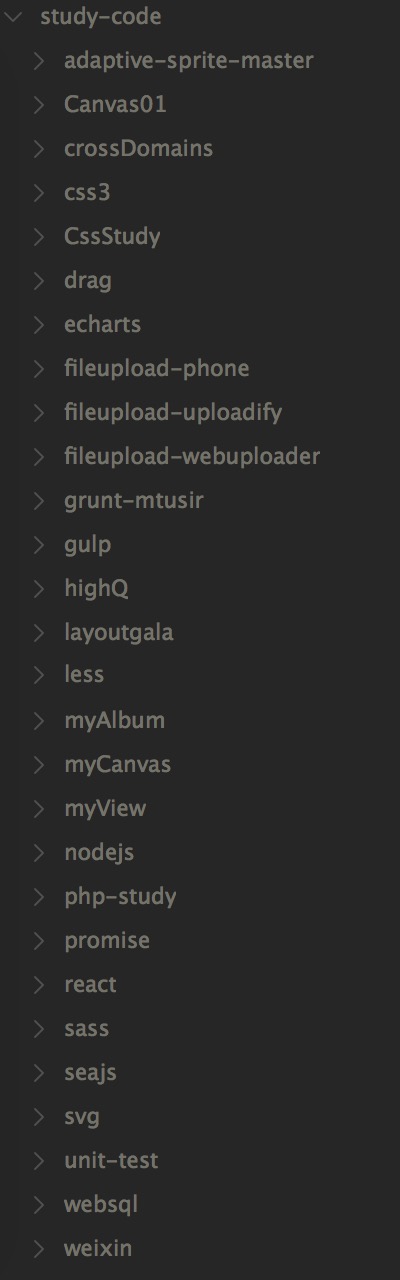 study-code
adaptive-sprite-master
Canvas01
crossDomains
css3
CssStudy
drag
echarts
fileupload-phone
fileupload-uploadify
fileupload-webuploader
grunt-mtusir
gulp
highQ
layoutgala
less
myAlbum
myCanvas
myView
nodejs
php-study
promise
react
sass
seajs
svg
unit-test
websql
weixin